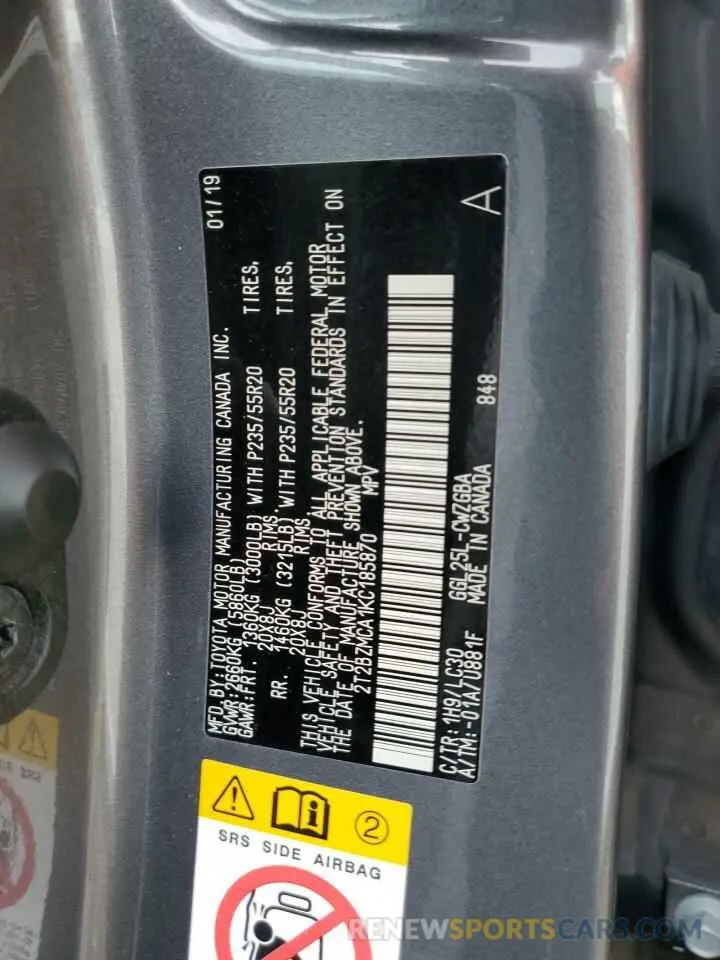 MFD. BY: TOYOTA MOTOR MANUFACTURING CANADA INC. 01/19
GVWR: 2660KG (5860LB)
GAWR: FRT. 1360KG (3000LB) WITH P235/55R20 TIRES,
20X8J RIMS
RR. 1460KG (3215LB) WITH P235/55R20 TIRES,
20X8J RIMS
THIS VEHICLE CONFORMS TO ALL APPLICABLE FEDERAL MOTOR
VEHICLE SAFETY AND THEFT PREVENTION STANDARDS IN EFFECT ON
THE DATE OF MANUFACTURE SHOWN ABOVE.
2T2BZMCA1KC185870 MPV
C/TR: 1H9/LC30 GGL25L-CWZGBA 848
A/TM: -01A/U881F MADE IN CANADA
A
2
SRS SIDE AIRBAG
RENEWSPORTSCARS.COM